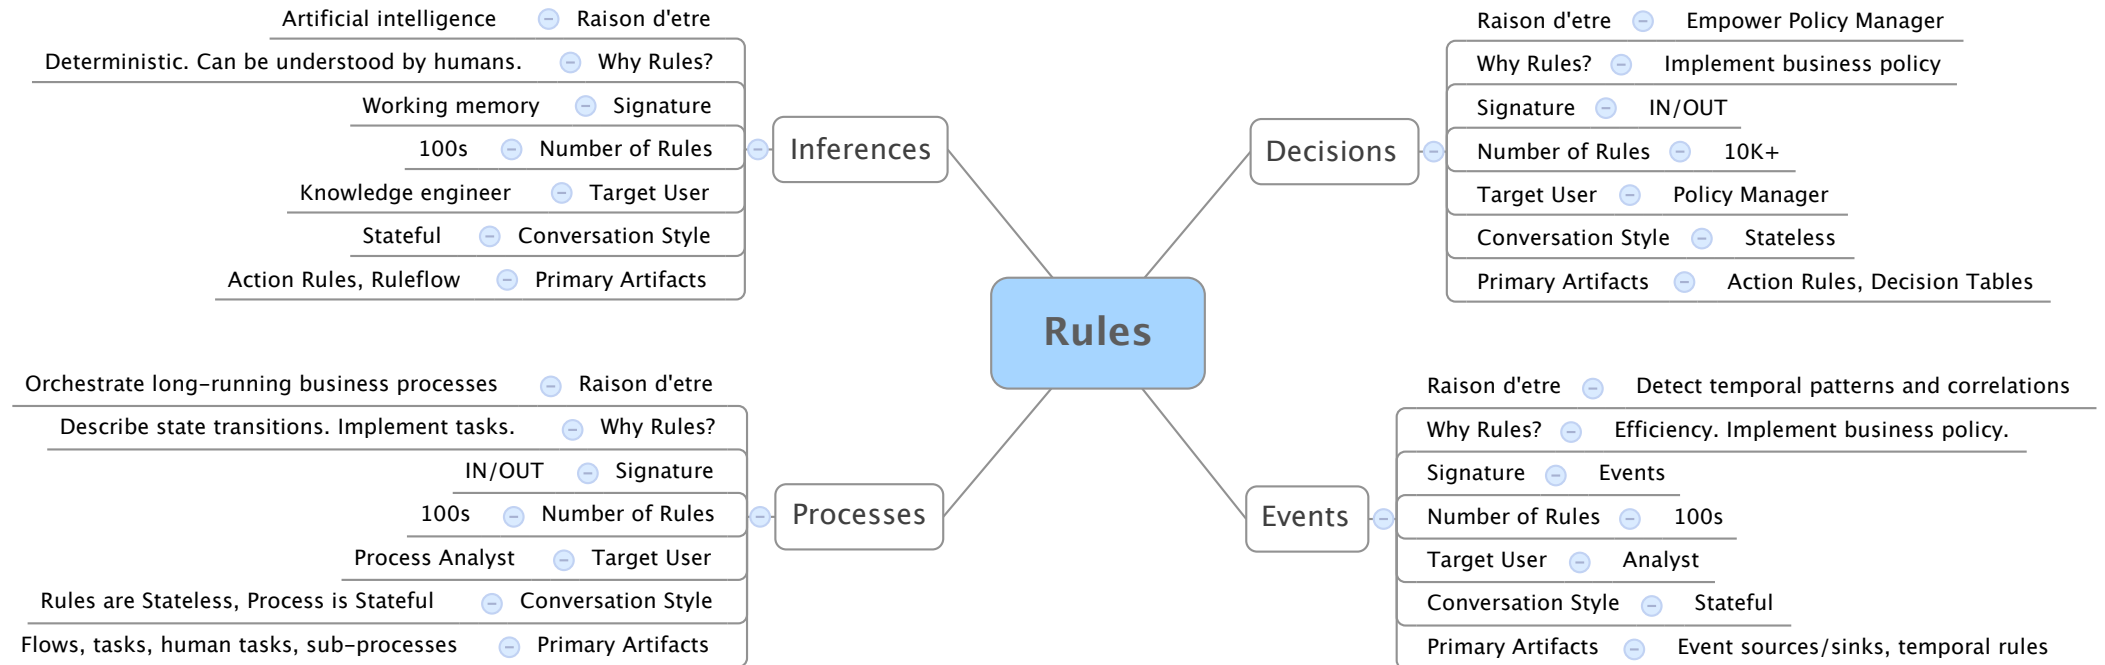 Rules
Inferences
Artificial intelligence Raison d'etre
Deterministic. Can be understood by humans. Why Rules?
Working memory Signature
100s Number of Rules
Knowledge engineer Target User
Stateful Conversation Style
Action Rules, Ruleflow Primary Artifacts
Decisions
Raison d'etre Empower Policy Manager
Why Rules? Implement business policy
Signature IN/OUT
Number of Rules 10K+
Target User Policy Manager
Conversation Style Stateless
Primary Artifacts Action Rules, Decision Tables
Processes
Orchestrate long-running business processes Raison d'etre
Describe state transitions. Implement tasks. Why Rules?
IN/OUT Signature
100s Number of Rules
Process Analyst Target User
Rules are Stateless, Process is Stateful Conversation Style
Flows, tasks, human tasks, sub-processes Primary Artifacts
Events
Raison d'etre Detect temporal patterns and correlations
Why Rules? Efficiency. Implement business policy.
Signature Events
Number of Rules 100s
Target User Analyst
Conversation Style Stateful
Primary Artifacts Event sources/sinks, temporal rules